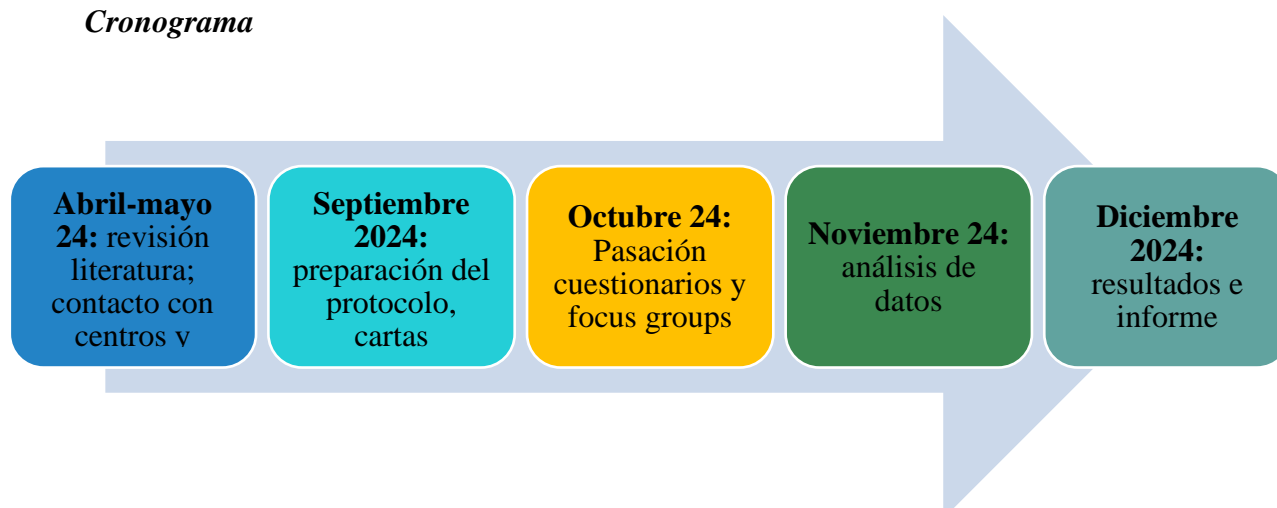 Cronograma
Abril-mayo
24: revisión
literatura;
contacto con
centros y
Septiembre
2024:
preparación del
protocolo,
cartas
Octubre 24:
Pasación
cuestionarios y
focus groups
Noviembre 24:
análisis de
datos
Diciembre
2024:
resultados e
informe